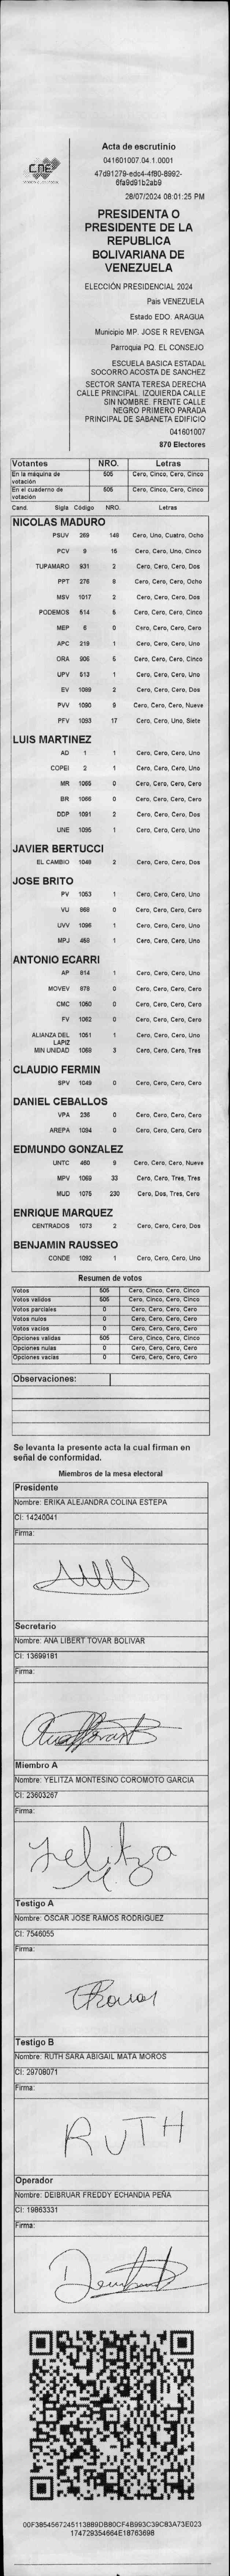 CNE
Acta de escrutinio
041601007.04.1.0001
47d91279-edc4-4f80-8992-
6fa9d91b2ab9
28/07/2024 08:01:25 PM
PRESIDENTA O
PRESIDENTE DE LA
REPUBLICA
BOLIVARIANA DE
VENEZUELA
ELECCIÓN PRESIDENCIAL 2024
Pais VENEZUELA
Estado EDO. ARAGUA
Municipio MP. JOSE R REVENGA
Parroquia PQ. EL CONSEJO
ESCUELA BASICA ESTADAL
SOCORRO ACOSTA DE SANCHEZ
SECTOR SANTA TERESA DERECHA
CALLE PRINCIPAL. IZQUIERDA CALLE
SIN NOMBRE. FRENTE CALLE
NEGRO PRIMERO PARADA
PRINCIPAL DE SABANETA EDIFICIO
041601007
870 Electores
Votantes NRO. Letras
En la máquina de votación 505 Cero, Cinco, Cero, Cinco
En el cuaderno de votación 505 Cero, Cinco, Cero, Cinco
Cand. Sigla Código NRO. Letras
NICOLAS MADURO
PSUV 269 148 Cero, Uno, Cuatro, Ocho
PCV 9 15 Cero, Cero, Uno, Cinco
TUPAMARO 931 2 Cero, Cero, Cero, Dos
PPT 276 8 Cero, Cero, Cero, Ocho
MSV 1017 2 Cero, Cero, Cero, Dos
PODEMOS 514 5 Cero, Cero, Cero, Cinco
MEP 6 0 Cero, Cero, Cero, Cero
APC 219 1 Cero, Cero, Cero, Uno
ORA 905 5 Cero, Cero, Cero, Cinco
UPV 513 1 Cero, Cero, Cero, Uno
EV 1089 2 Cero, Cero, Cero, Dos
PVV 1090 9 Cero, Cero, Cero, Nueve
PFV 1093 17 Cero, Cero, Uno, Siete
LUIS MARTINEZ
AD 1 1 Cero, Cero, Cero, Uno
COPEI 2 1 Cero, Cero, Cero, Uno
MR 1065 0 Cero, Cero, Cero, Cero
BR 1066 0 Cero, Cero, Cero, Cero
DDP 1091 2 Cero, Cero, Cero, Dos
UNE 1095 1 Cero, Cero, Cero, Uno
JAVIER BERTUCCI
EL CAMBIO 1048 2 Cero, Cero, Cero, Dos
JOSE BRITO
PV 1053 1 Cero, Cero, Cero, Uno
VU 868 0 Cero, Cero, Cero, Cero
UVV 1096 1 Cero, Cero, Cero, Uno
MPJ 459 1 Cero, Cero, Cero, Uno
ANTONIO ECARRI
AP 814 1 Cero, Cero, Cero, Uno
MOVEV 978 0 Cero, Cero, Cero, Cero
CMC 1050 0 Cero, Cero, Cero, Cero
FV 1062 0 Cero, Cero, Cero, Cero
ALIANZA DEL LAPIZ 1051 1 Cero, Cero, Cero, Uno
MIN UNIDAD 1068 3 Cero, Cero, Cero, Tres
CLAUDIO FERMIN
SPV 1049 0 Cero, Cero, Cero, Cero
DANIEL CEBALLOS
VPA 236 0 Cero, Cero, Cero, Cero
AREPA 1094 0 Cero, Cero, Cero, Cero
EDMUNDO GONZALEZ
UNTC 460 9 Cero, Cero, Cero, Nueve
MPV 1069 33 Cero, Cero, Tres, Tres
MUD 1075 230 Cero, Dos, Tres, Cero
ENRIQUE MARQUEZ
CENTRADOS 1073 2 Cero, Cero, Cero, Dos
BENJAMIN RAUSSEO
CONDE 1092 1 Cero, Cero, Cero, Uno
Resumen de votos
Votos 505 Cero, Cinco, Cero, Cinco
Votos validos 505 Cero, Cinco, Cero, Cinco
Votos parciales 0 Cero, Cero, Cero, Cero
Votos nulos 0 Cero, Cero, Cero, Cero
Votos vacios 0 Cero, Cero, Cero, Cero
Opciones validas 505 Cero, Cinco, Cero, Cinco
Opciones nulas 0 Cero, Cero, Cero, Cero
Opciones vacias 0 Cero, Cero, Cero, Cero
Observaciones:
Se levanta la presente acta la cual firman en
señal de conformidad.
Miembros de la mesa electoral
Presidente
Nombre: ERIKA ALEJANDRA COLINA ESTEPA
CI: 14240041
Firma:
Secretario
Nombre: ANA LIBERT TOVAR BOLIVAR
CI: 13699181
Firma:
Miembro A
Nombre: YELITZA MONTESINO COROMOTO GARCIA
CI: 23603267
Firma:
Yelitza
M.
Testigo A
Nombre: OSCAR JOSE RAMOS RODRIGUEZ
CI: 7546055
Firma:
Testigo B
Nombre: RUTH SARA ABIGAIL MATA MOROS
CI: 29708071
Firma:
RUTH
Operador
Nombre: DEIBRUAR FREDDY ECHANDIA PEÑA
CI: 19863331
Firma:
00F3854567245113889DB80CF4B993C39C83A73E023
174729354664E18763698